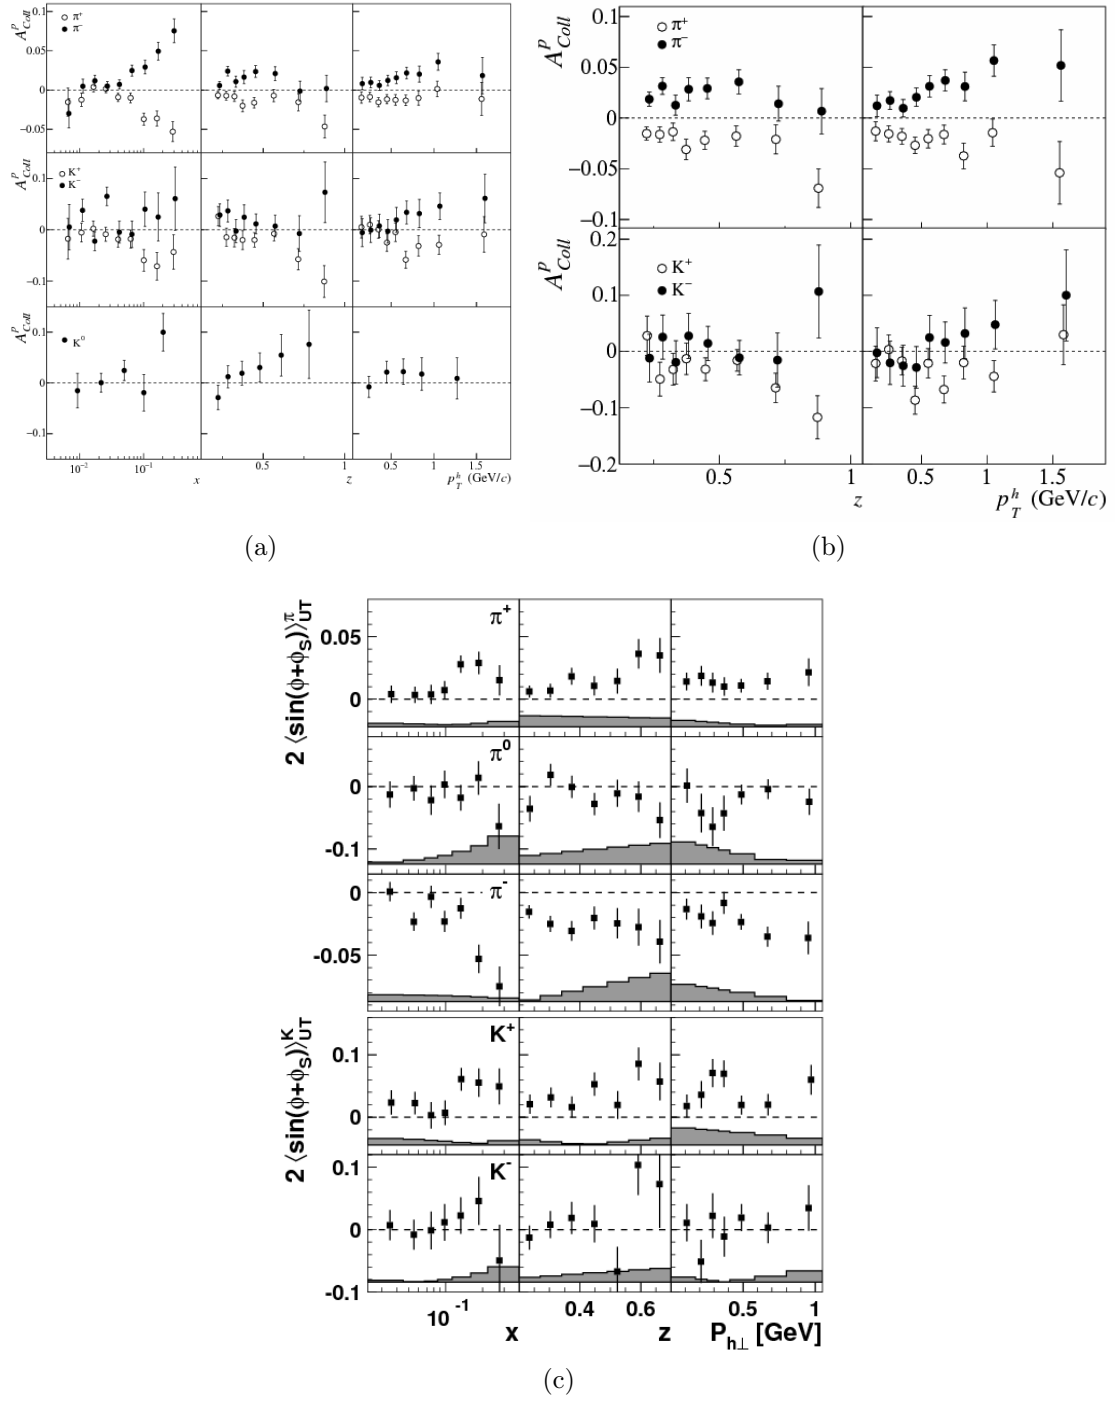 A^p_Coll
0.1
0.05
0
−0.05
π⁺
π⁻
A^p_Coll
0.1
0
−0.1
K⁺
K⁻
A^p_Coll
0.1
0
−0.1
K⁰
10⁻² 10⁻¹ 0.5 1 0.5 1 1.5
x z p_T^h (GeV/c)
(a)
A^p_Coll
0.1
0.05
0
−0.05
−0.1
π⁺
π⁻
A^p_Coll
0.2
0.1
0
−0.1
−0.2
K⁺
K⁻
0.5 1 0.5 1 1.5
z p_T^h (GeV/c)
(b)
2 ⟨sin(φ+φ_S)⟩^π_UT
π⁺
0.05
0
π⁰
0
-0.1
π⁻
0
-0.05
2 ⟨sin(φ+φ_S)⟩^K_UT
K⁺
0.1
0
K⁻
0.1
0
-0.1
10⁻¹ 0.4 0.6 0.5 1
x z P_h⊥ [GeV]
(c)